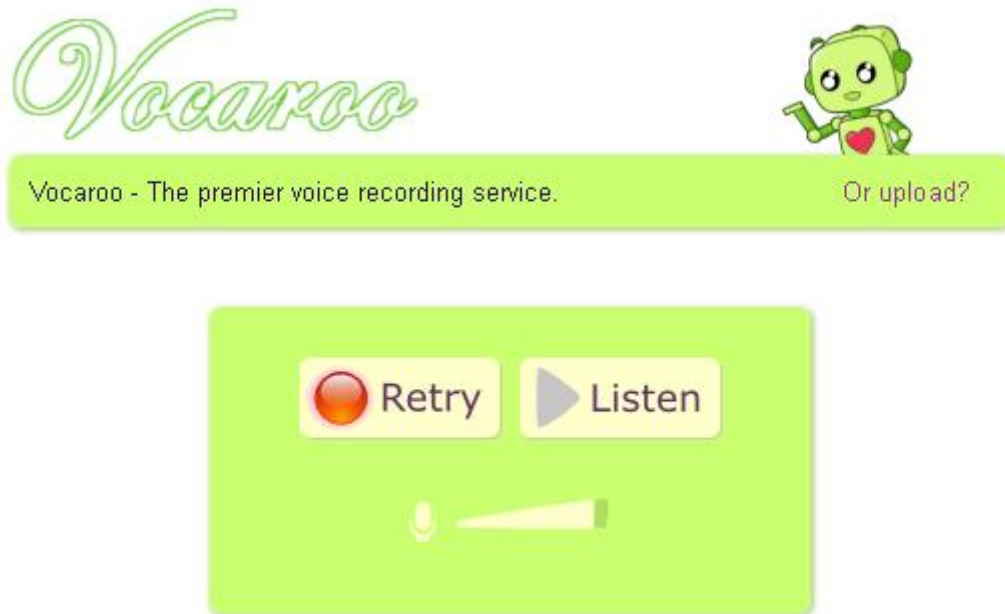 Vocaroo
Vocaroo - The premier voice recording service.
Or upload?
Retry
Listen